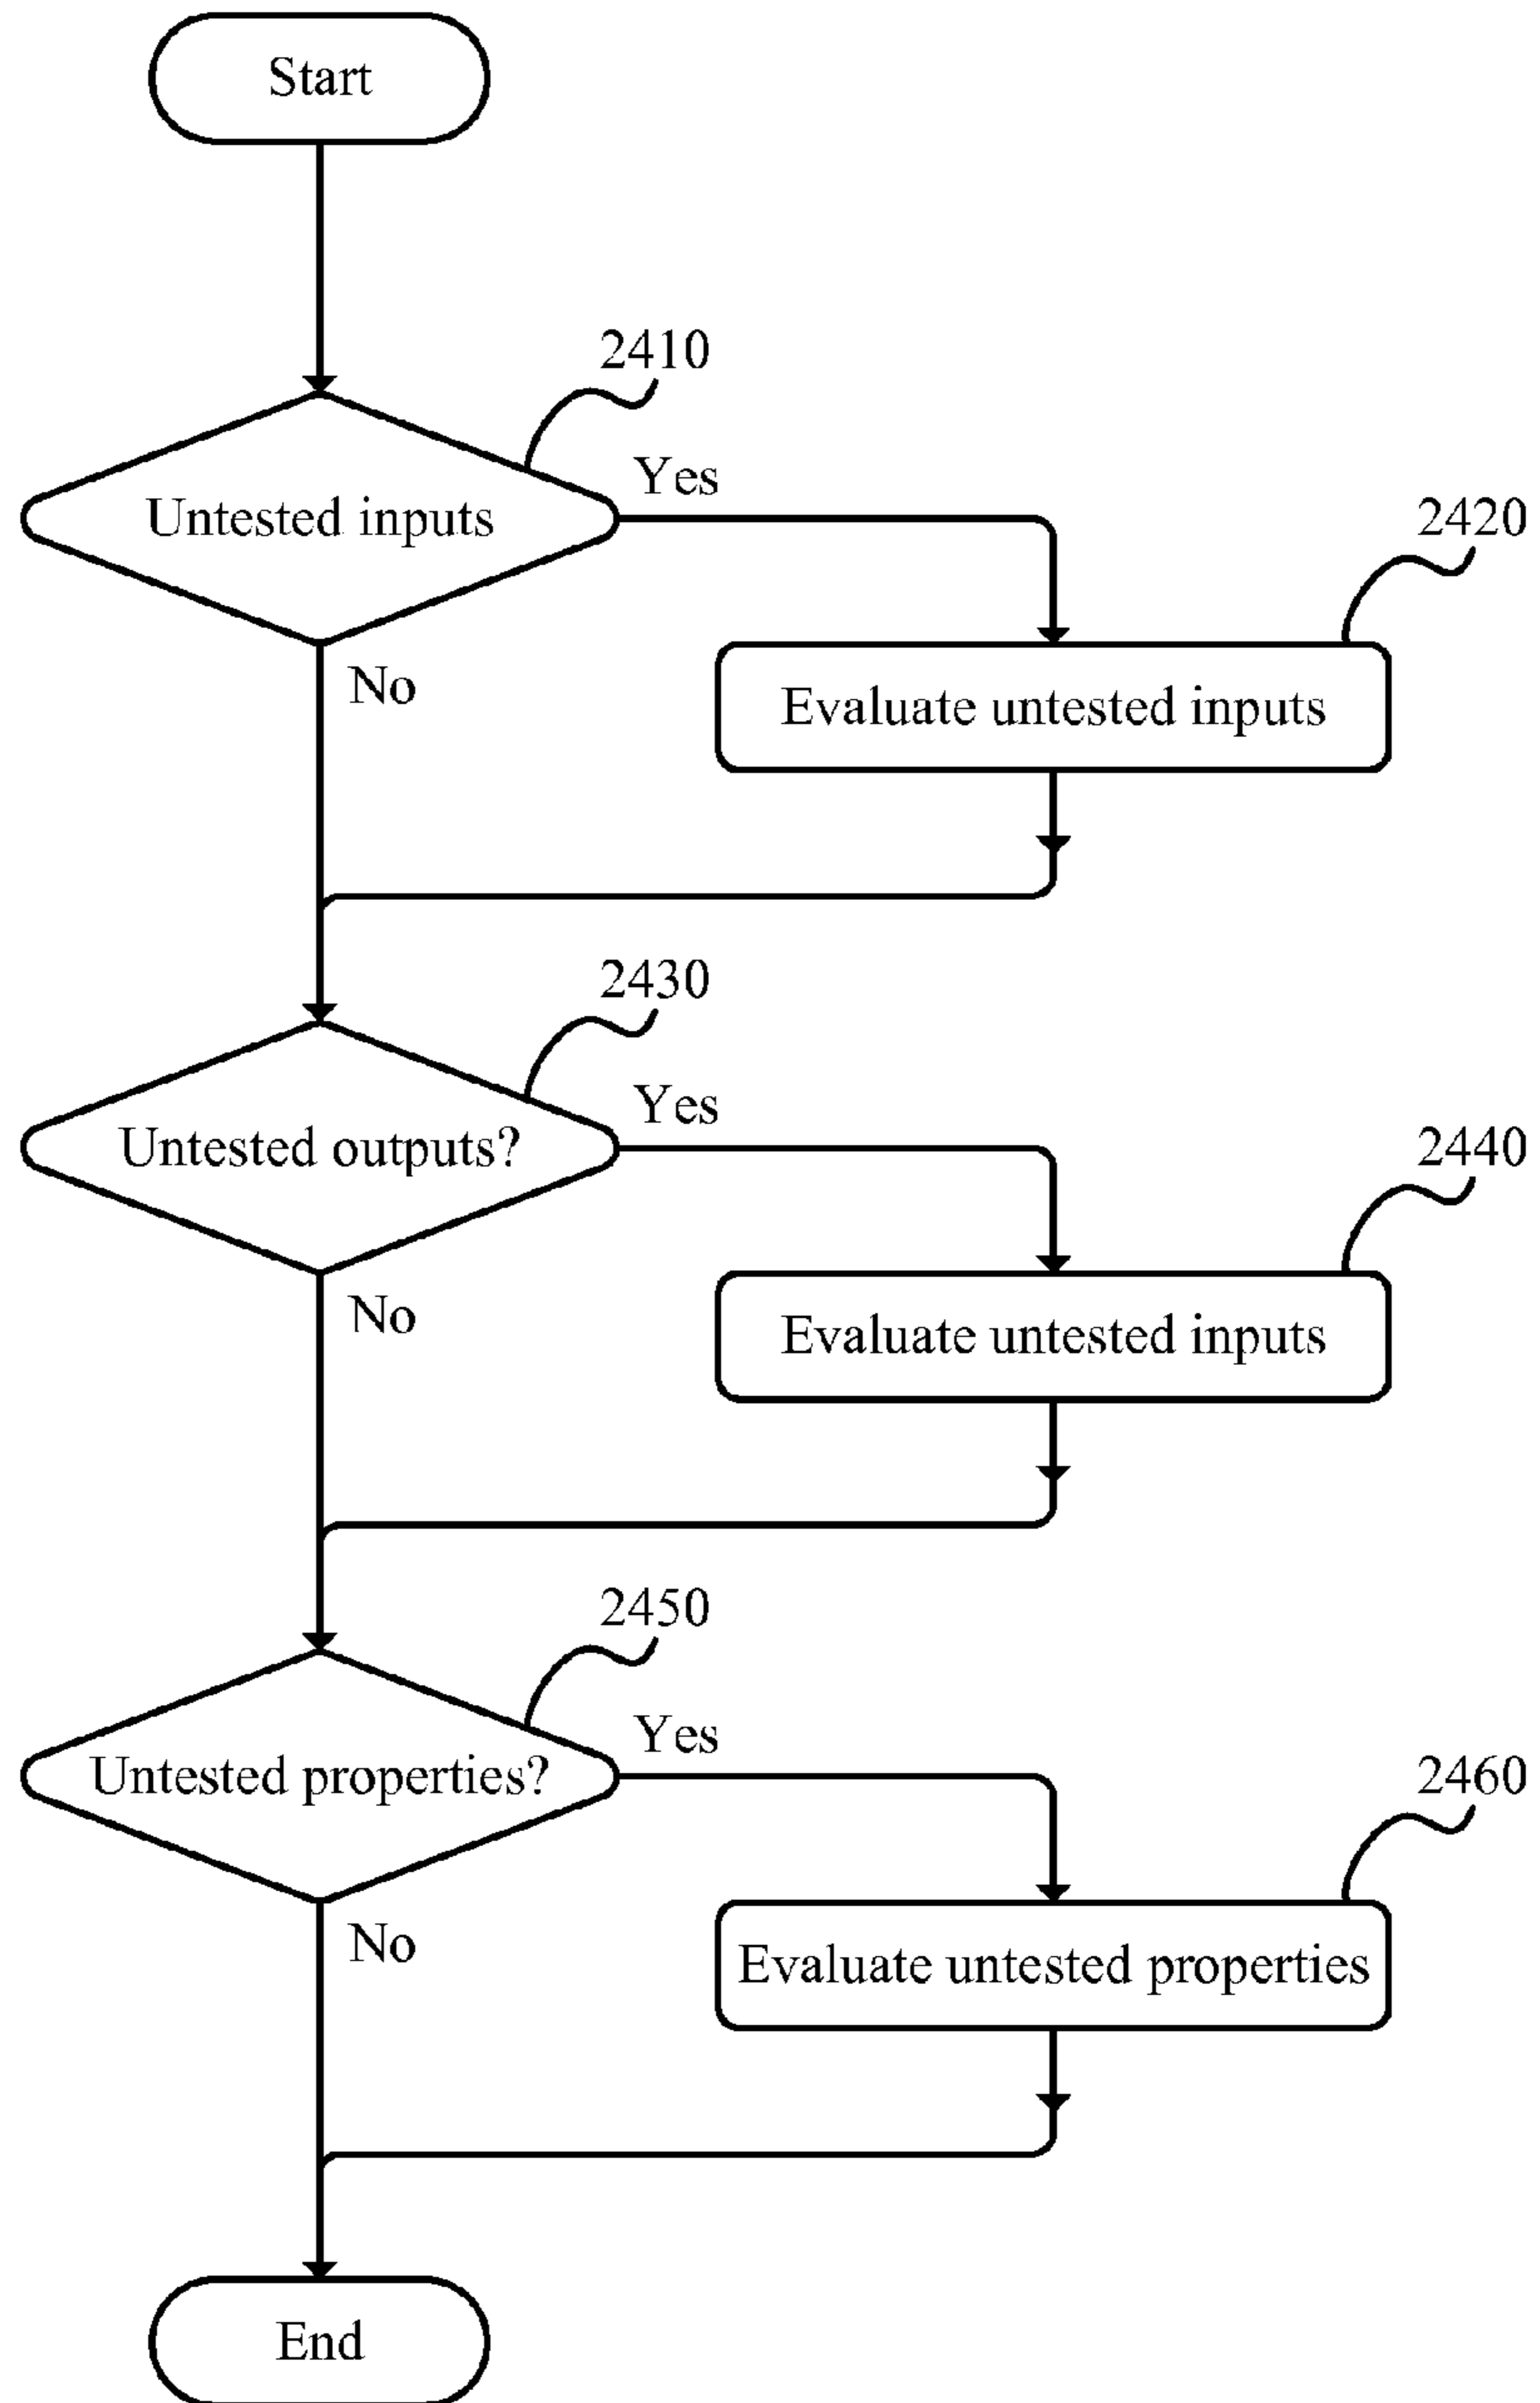 Start
2410
Untested inputs
Yes
2420
No
Evaluate untested inputs
2430
Untested outputs?
Yes
2440
No
Evaluate untested inputs
2450
Untested properties?
Yes
2460
No
Evaluate untested properties
End